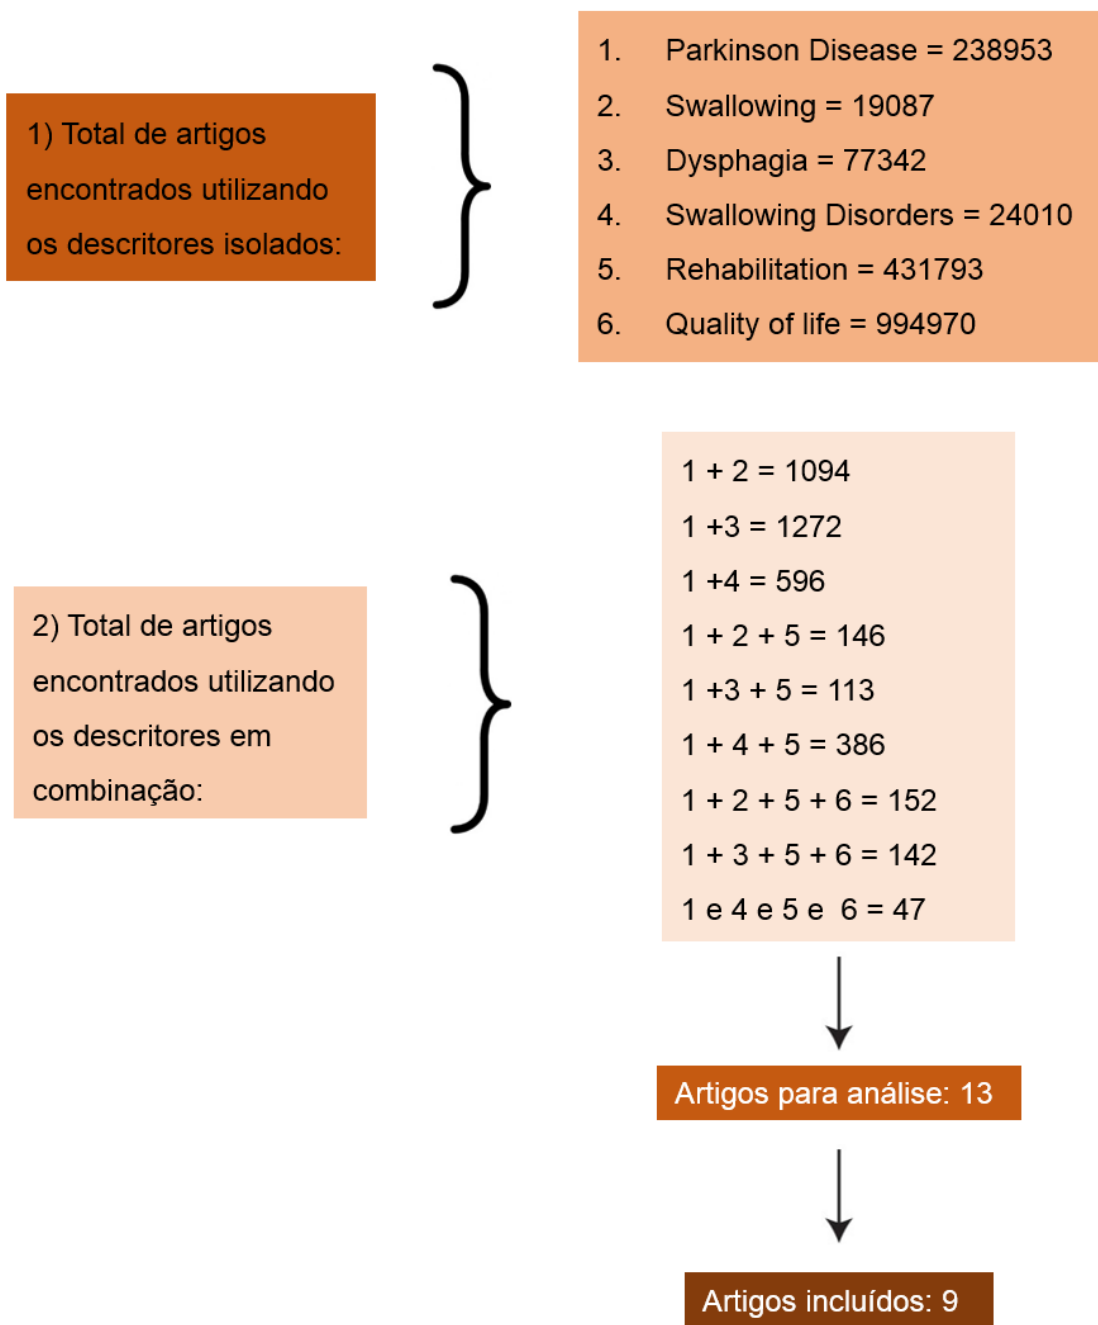 1) Total de artigos
encontrados utilizando
os descritores isolados:
1. Parkinson Disease = 238953
2. Swallowing = 19087
3. Dysphagia = 77342
4. Swallowing Disorders = 24010
5. Rehabilitation = 431793
6. Quality of life = 994970
2) Total de artigos
encontrados utilizando
os descritores em
combinação:
1 + 2 = 1094
1 +3 = 1272
1 +4 = 596
1 + 2 + 5 = 146
1 +3 + 5 = 113
1 + 4 + 5 = 386
1 + 2 + 5 + 6 = 152
1 + 3 + 5 + 6 = 142
1 e 4 e 5 e  6 = 47
Artigos para análise: 13
Artigos incluídos: 9